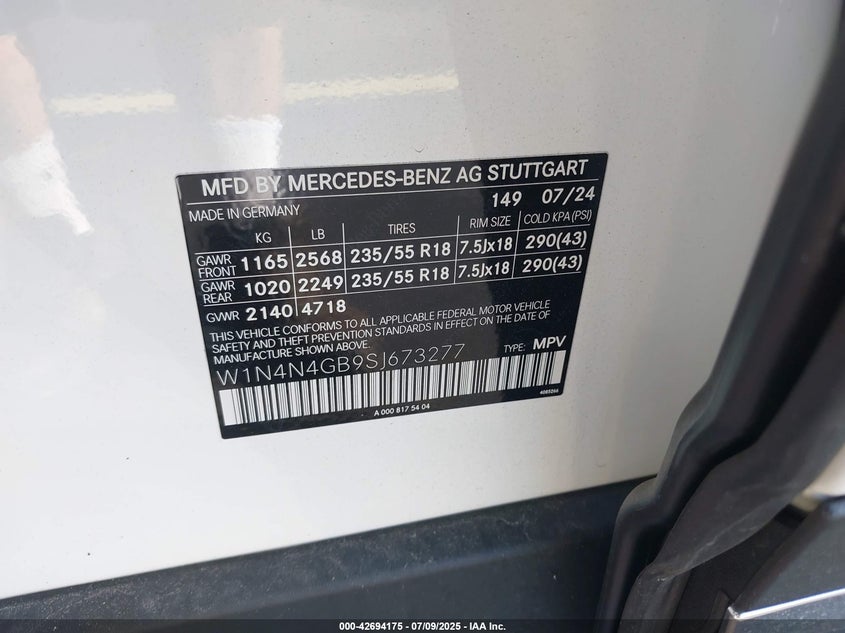 MFD BY MERCEDES-BENZ AG STUTTGART
149 07/24
MADE IN GERMANY
KG LB TIRES RIM SIZE COLD KPA (PSI)
GAWR FRONT 1165 2568 235/55 R18 7.5Jx18 290(43)
GAWR REAR 1020 2249 235/55 R18 7.5Jx18 290(43)
GVWR 2140 4718
THIS VEHICLE CONFORMS TO ALL APPLICABLE FEDERAL MOTOR VEHICLE
SAFETY AND THEFT PREVENTION STANDARDS IN EFFECT ON THE DATE OF
MANUFACTURE SHOWN ABOVE.
W1N4N4GB9SJ673277 TYPE: MPV
A 000 817 54 04
4085266
000-42694175 / 07/09/2025 - IAA Inc.